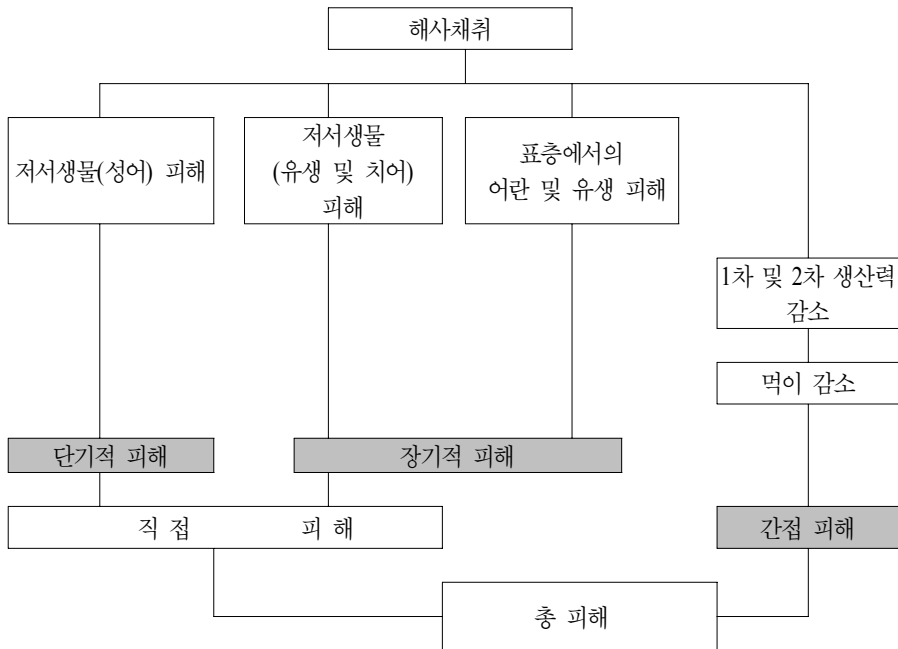 해사채취
저서생물(성어) 피해
저서생물
(유생 및 치어)
피해
표층에서의
어란 및 유생 피해
1차 및 2차 생산력
감소
먹이 감소
단기적 피해
장기적 피해
직 접 피 해
간접 피해
총 피해